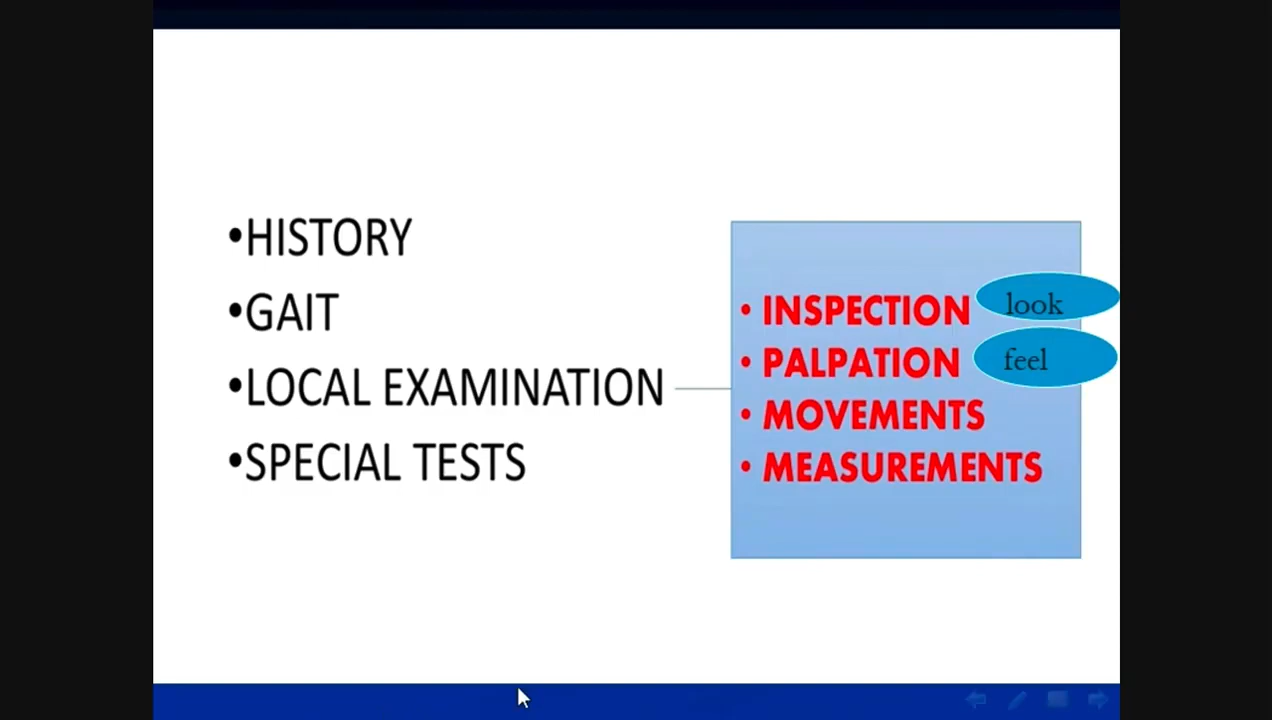 •HISTORY
•GAIT
•LOCAL EXAMINATION
•SPECIAL TESTS
• INSPECTION look
• PALPATION feel
• MOVEMENTS
• MEASUREMENTS